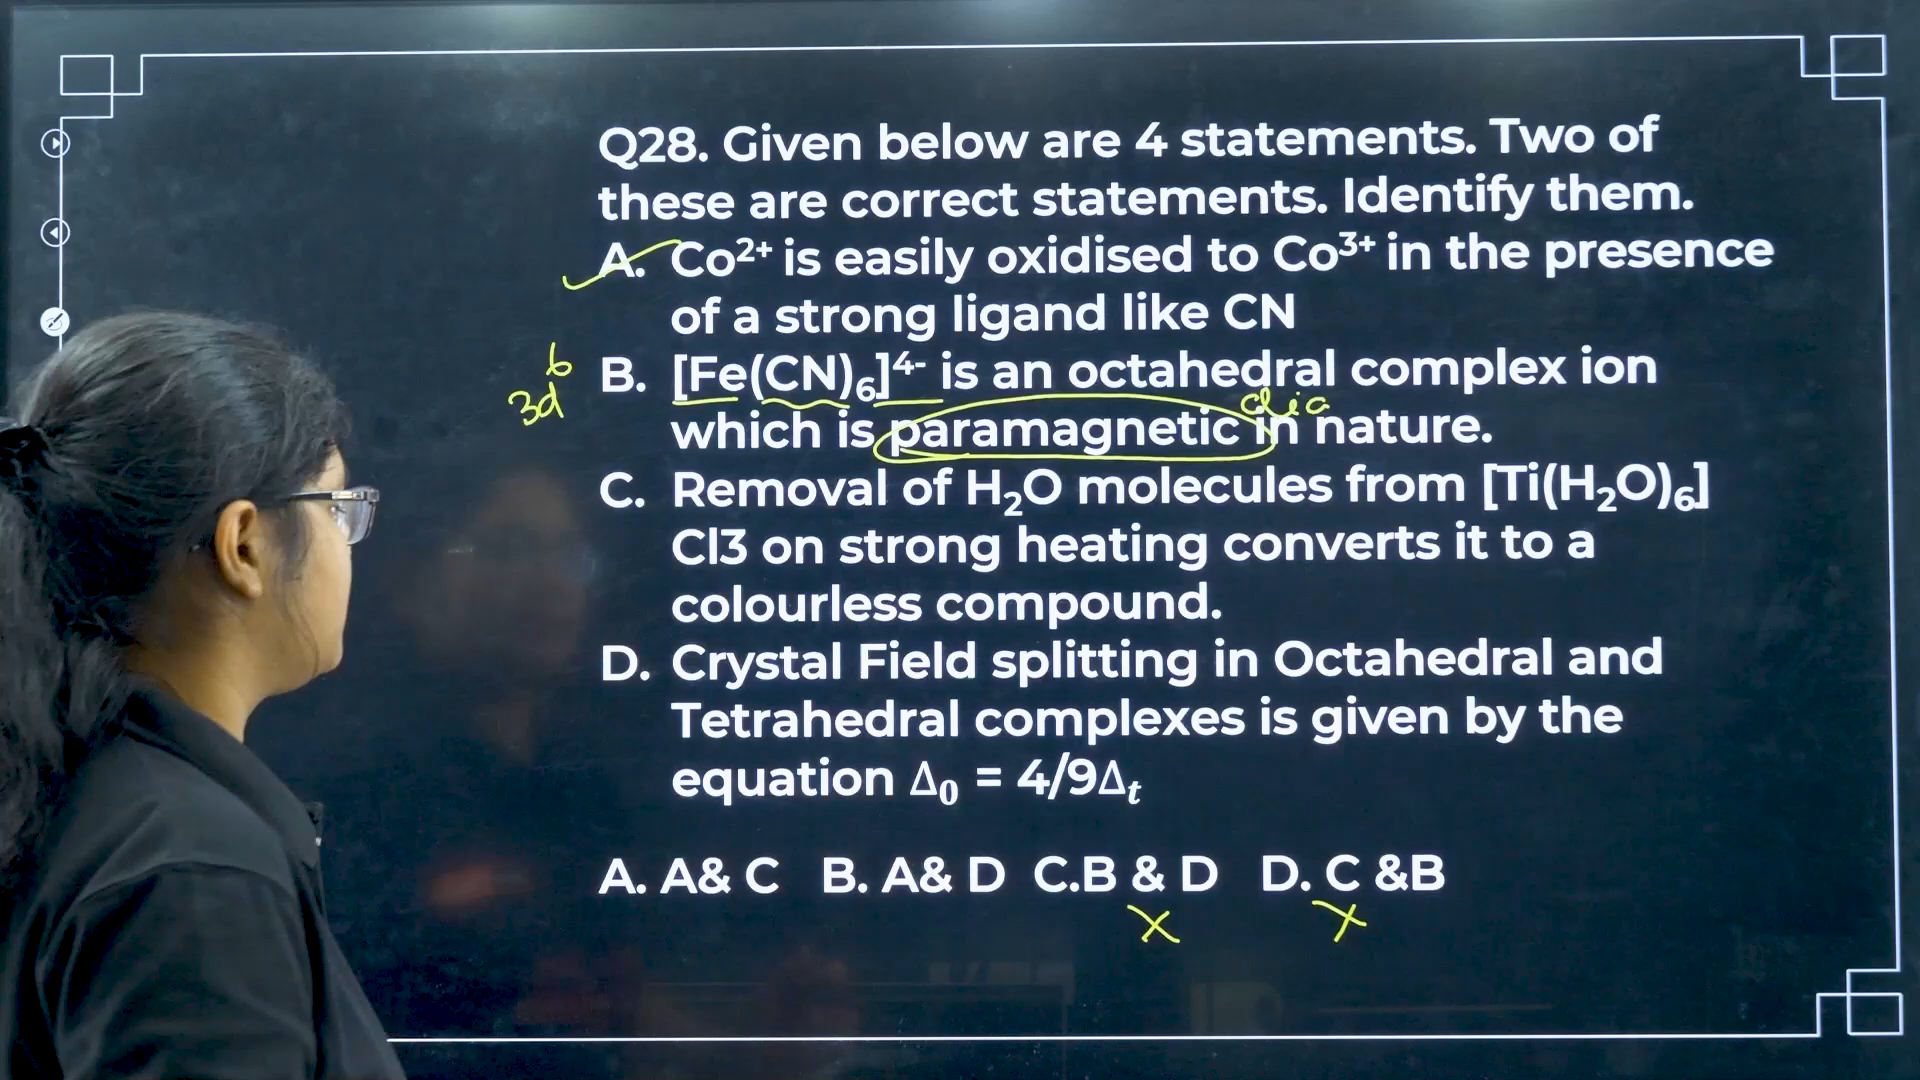 Q28. Given below are 4 statements. Two of
these are correct statements. Identify them.
A. Co²⁺ is easily oxidised to Co³⁺ in the presence
of a strong ligand like CN
6
3d
B. [Fe(CN)₆]⁴⁻ is an octahedral complex ion
dia
which is paramagnetic in nature.
C. Removal of H₂O molecules from [Ti(H₂O)₆]
Cl3 on strong heating converts it to a
colourless compound.
D. Crystal Field splitting in Octahedral and
Tetrahedral complexes is given by the
equation Δ₀ = 4/9Δₜ
A. A& C B. A& D C.B & D D. C &B
x x